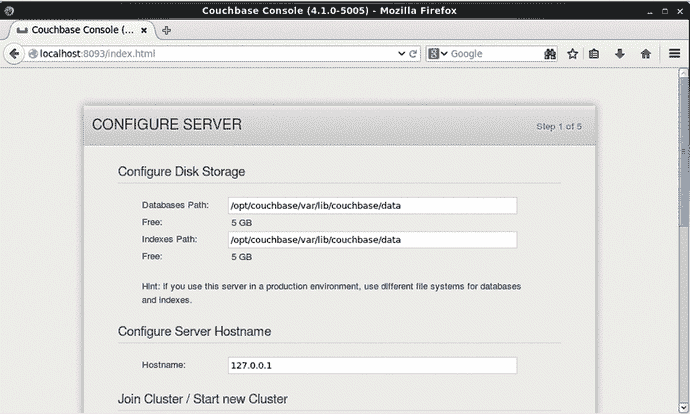 Couchbase Console (4.1.0-5005) - Mozilla Firefox
Couchbase Console (...
localhost:8093/index.html
Google
CONFIGURE SERVER
Step 1 of 5
Configure Disk Storage
Databases Path: /opt/couchbase/var/lib/couchbase/data
Free: 5 GB
Indexes Path: /opt/couchbase/var/lib/couchbase/data
Free: 5 GB
Hint: if you use this server in a production environment, use different file systems for databases
and indexes.
Configure Server Hostname
Hostname: 127.0.0.1
Join Cluster / Start new Cluster